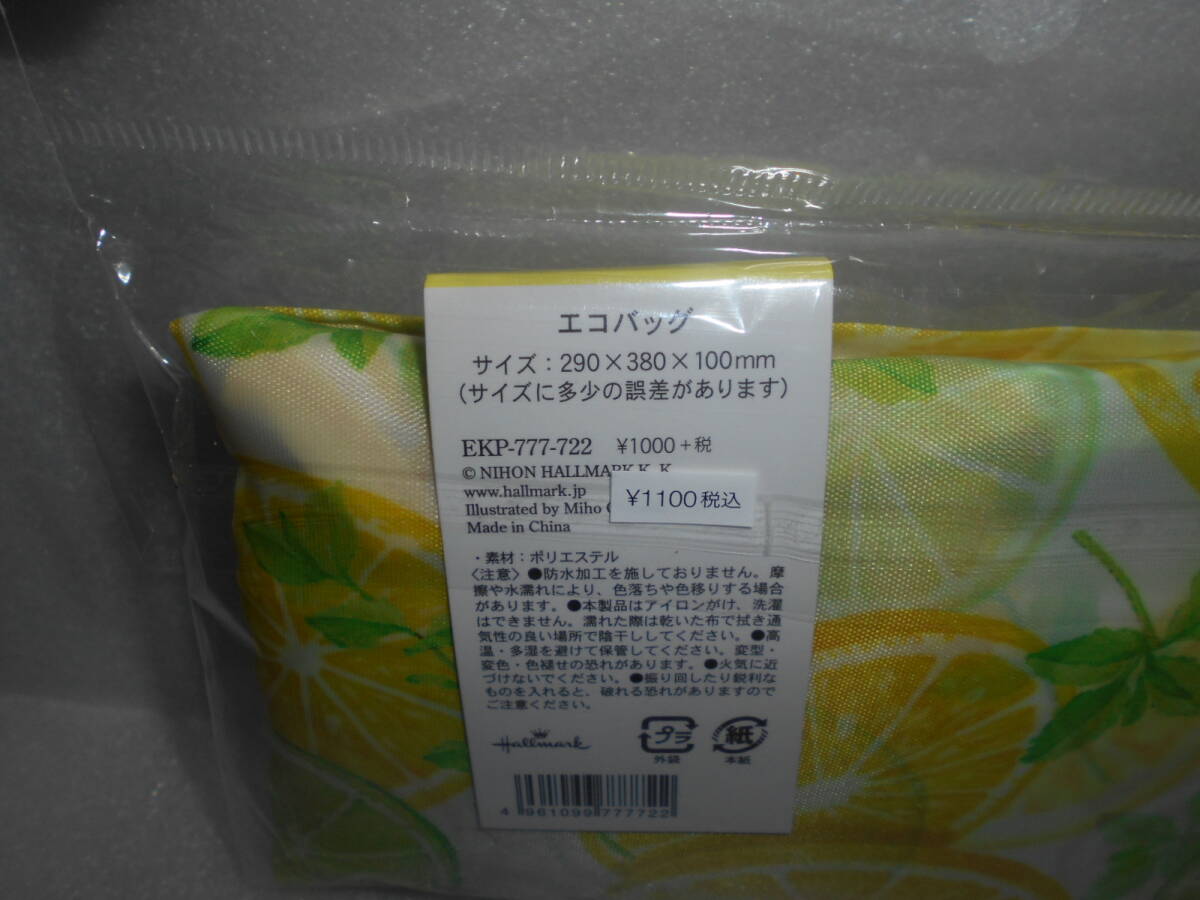 エコバッグ
サイズ：290×380×100mm
（サイズに多少の誤差があります）
EKP-777-722 ¥1000+税
© NIHON HALLMARK K. K.
www.hallmark.jp
¥1100税込
Illustrated by Miho
Made in China
・素材：ポリエステル
〈注意〉●防水加工を施しておりません。摩
擦や水濡れにより、色落ちや色移りする場合
があります。●本製品はアイロンがけ、洗濯
はできません。濡れた際は乾いた布で拭き通
気性の良い場所で陰干ししてください。●高
温・多湿を避けて保管してください。変型・
変色・色褪せの恐れがあります。●火気に近
づけないでください。●振り回したり鋭利な
ものを入れると、破れる恐れがありますので
ご注意ください。
Hallmark
プラ
外袋
紙
本紙
4 961099 777722